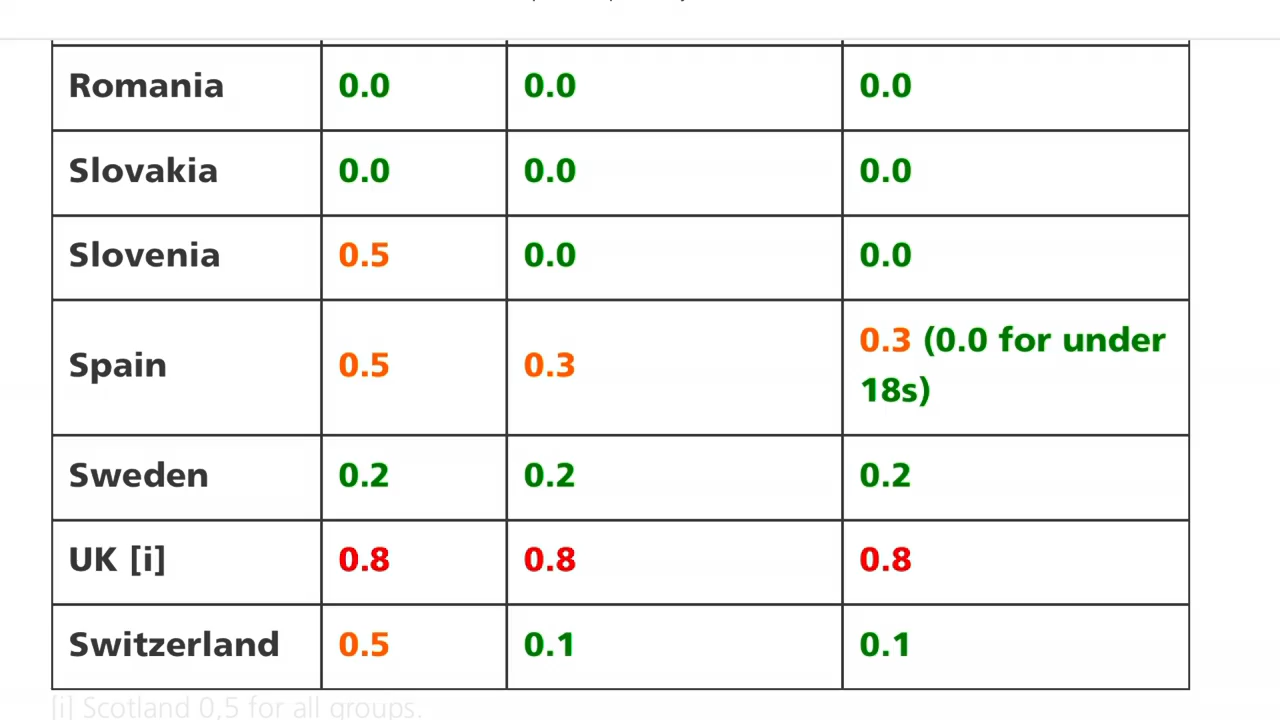 Romania 0.0 0.0 0.0
Slovakia 0.0 0.0 0.0
Slovenia 0.5 0.0 0.0
Spain 0.5 0.3 0.3 (0.0 for under
18s)
Sweden 0.2 0.2 0.2
UK [i] 0.8 0.8 0.8
Switzerland 0.5 0.1 0.1
[i] Scotland 0,5 for all groups.